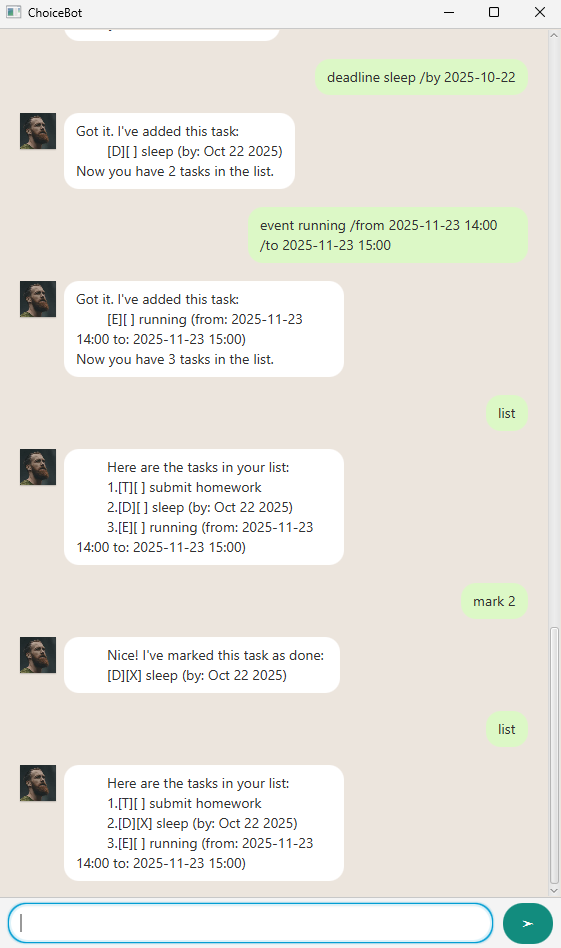 ChoiceBot
deadline sleep /by 2025-10-22
Got it. I've added this task:
[D][ ] sleep (by: Oct 22 2025)
Now you have 2 tasks in the list.
event running /from 2025-11-23 14:00
/to 2025-11-23 15:00
Got it. I've added this task:
[E][ ] running (from: 2025-11-23
14:00 to: 2025-11-23 15:00)
Now you have 3 tasks in the list.
list
Here are the tasks in your list:
1.[T][ ] submit homework
2.[D][ ] sleep (by: Oct 22 2025)
3.[E][ ] running (from: 2025-11-23
14:00 to: 2025-11-23 15:00)
mark 2
Nice! I've marked this task as done:
[D][X] sleep (by: Oct 22 2025)
list
Here are the tasks in your list:
1.[T][ ] submit homework
2.[D][X] sleep (by: Oct 22 2025)
3.[E][ ] running (from: 2025-11-23
14:00 to: 2025-11-23 15:00)